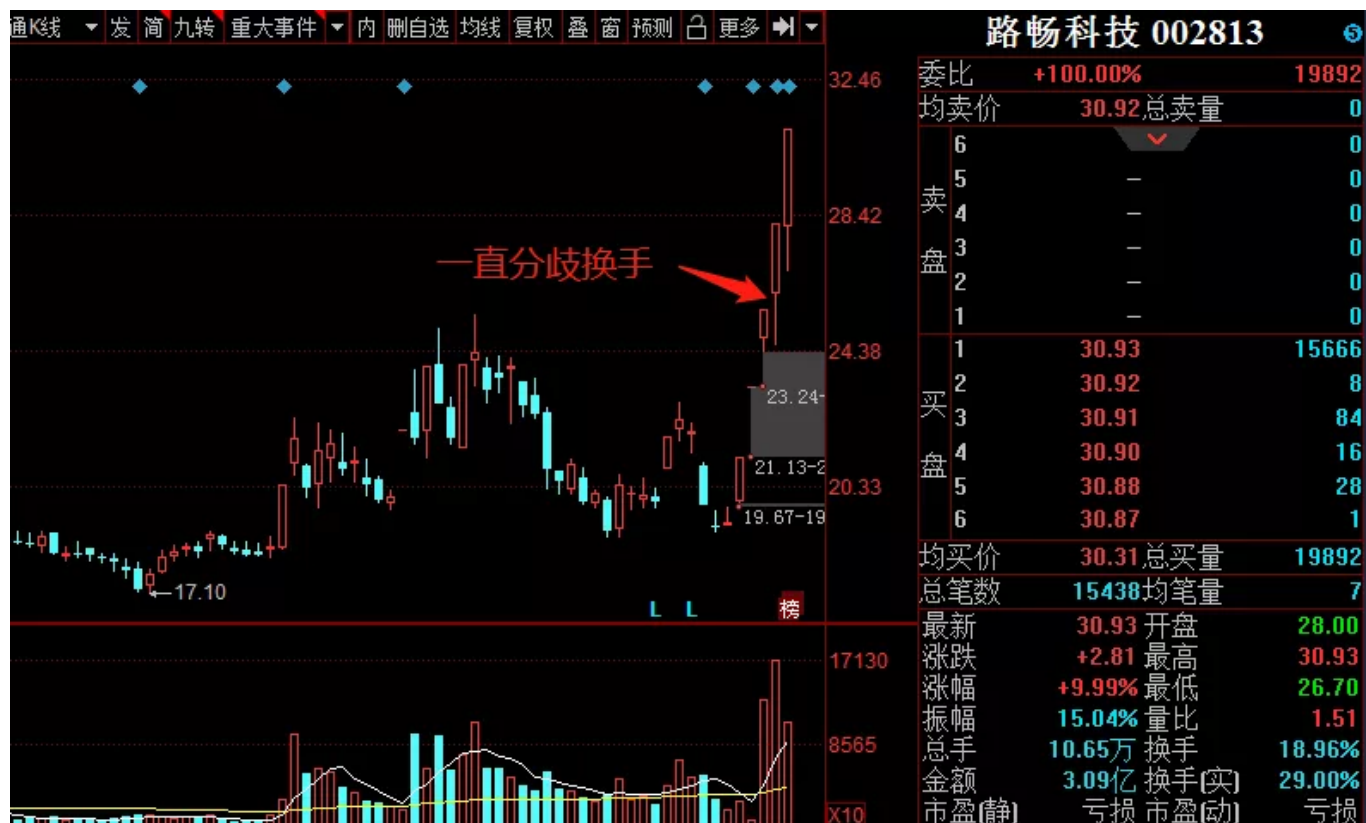 通K线 发 简 九转 重大事件 内 删自选 均线 复权 叠 窗 预测 更多
路畅科技 002813
32.46
28.42
24.38
20.33
一直分歧换手
23.24-
21.13-2
19.67-19
←17.10
L L
榜
17130
8565
X10
委比 +100.00% 19892
均卖价 30.92 总卖量 0
卖盘
6 0
5 — 0
4 — 0
3 — 0
2 — 0
1 — 0
买盘
1 30.93 15666
2 30.92 8
3 30.91 84
4 30.90 16
5 30.88 28
6 30.87 1
均买价 30.31 总买量 19892
总笔数 15438 均笔量 7
最新 30.93 开盘 28.00
涨跌 +2.81 最高 30.93
涨幅 +9.99% 最低 26.70
振幅 15.04% 量比 1.51
总手 10.65万 换手 18.96%
金额 3.09亿 换手(实) 29.00%
市盈(静) 亏损 市盈(动) 亏损